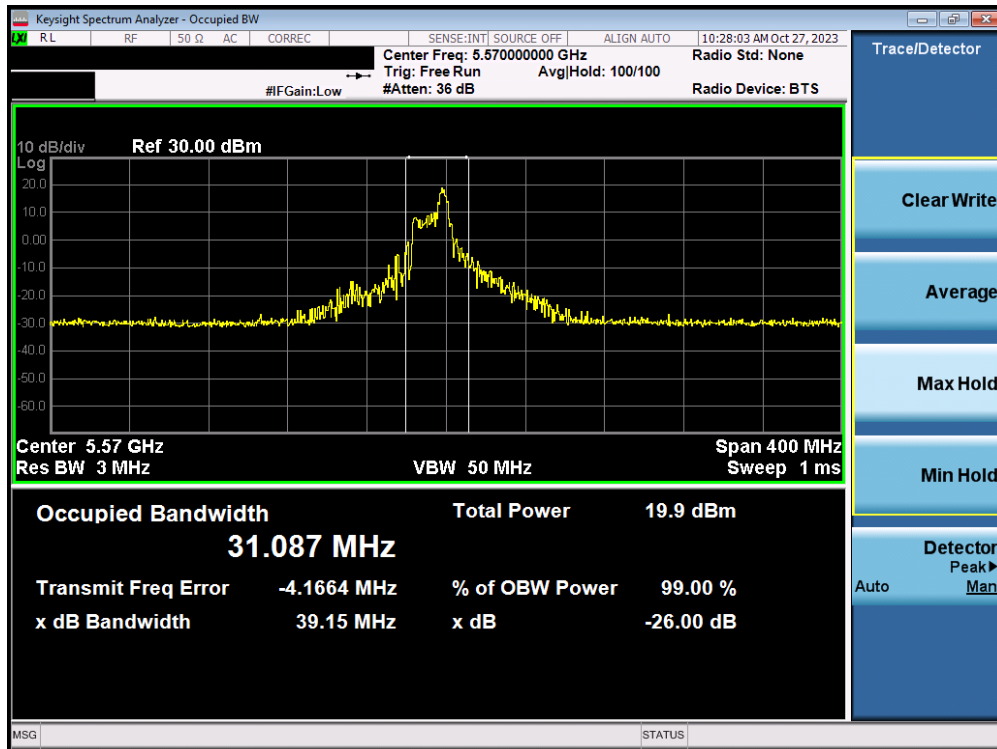 Keysight Spectrum Analyzer - Occupied BW
LXI RL RF 50 Ω AC CORREC SENSE:INT SOURCE OFF ALIGN AUTO 10:28:03 AM Oct 27, 2023
Center Freq: 5.570000000 GHz Radio Std: None
Trig: Free Run Avg|Hold: 100/100
#IFGain:Low #Atten: 36 dB Radio Device: BTS
Trace/Detector
10 dB/div Ref 30.00 dBm
Log
20.0
10.0
0.00
-10.0
-20.0
-30.0
-40.0
-50.0
-60.0
Center 5.57 GHz Span 400 MHz
Res BW 3 MHz VBW 50 MHz Sweep 1 ms
Occupied Bandwidth Total Power 19.9 dBm
31.087 MHz
Transmit Freq Error -4.1664 MHz % of OBW Power 99.00 %
x dB Bandwidth 39.15 MHz x dB -26.00 dB
Clear Write
Average
Max Hold
Min Hold
Detector
Peak▶
Auto Man
MSG STATUS